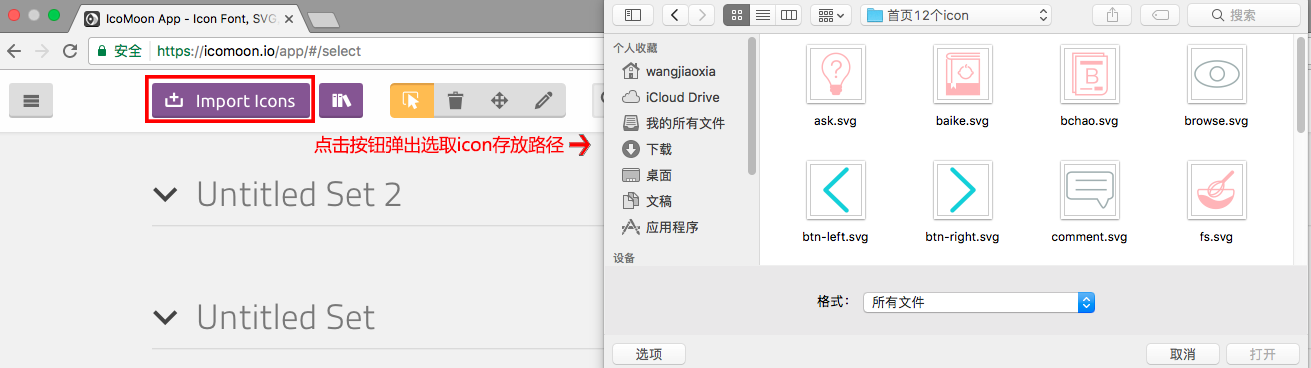 IcoMoon App - Icon Font, SVG
安全 https://icomoon.io/app/#/select
Import Icons
点击按钮弹出选取icon存放路径
Untitled Set 2
Untitled Set
首页12个icon
搜索
个人收藏
wangjiaoxia
iCloud Drive
我的所有文件
下载
桌面
文稿
应用程序
设备
ask.svg
baike.svg
bchao.svg
browse.svg
btn-left.svg
btn-right.svg
comment.svg
fs.svg
格式:
所有文件
选项
取消
打开